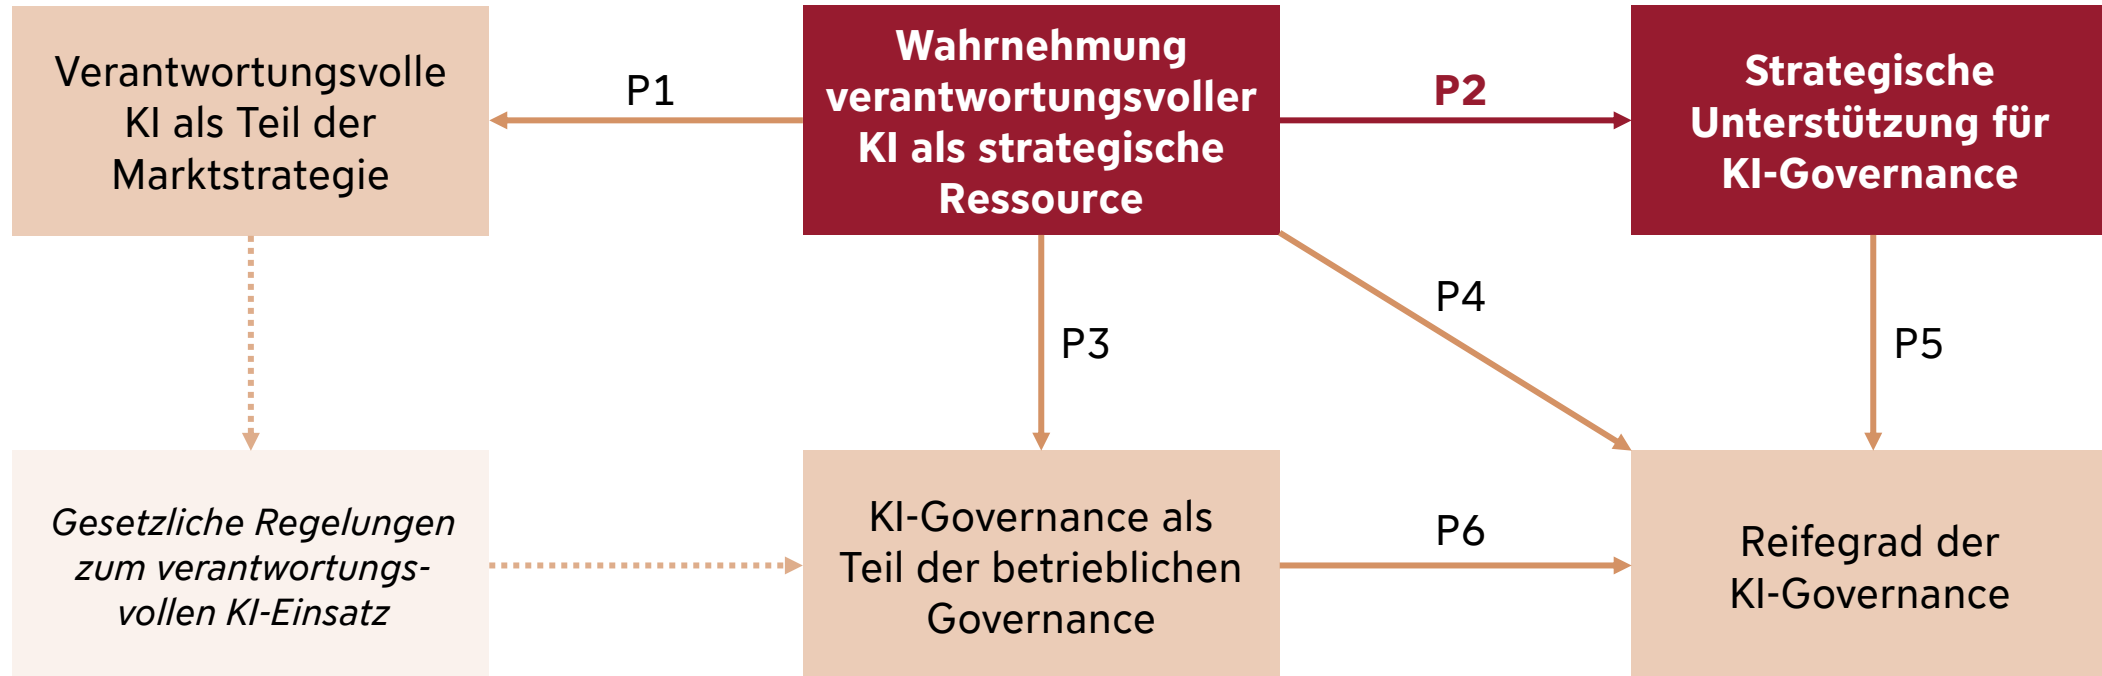 Verantwortungsvolle
KI als Teil der
Marktstrategie
P1
Wahrnehmung
verantwortungsvoller
KI als strategische
Ressource
P2
Strategische
Unterstützung für
KI-Governance
P3
P4
P5
Gesetzliche Regelungen
zum verantwortungs-
vollen KI-Einsatz
KI-Governance als
Teil der betrieblichen
Governance
P6
Reifegrad der
KI-Governance